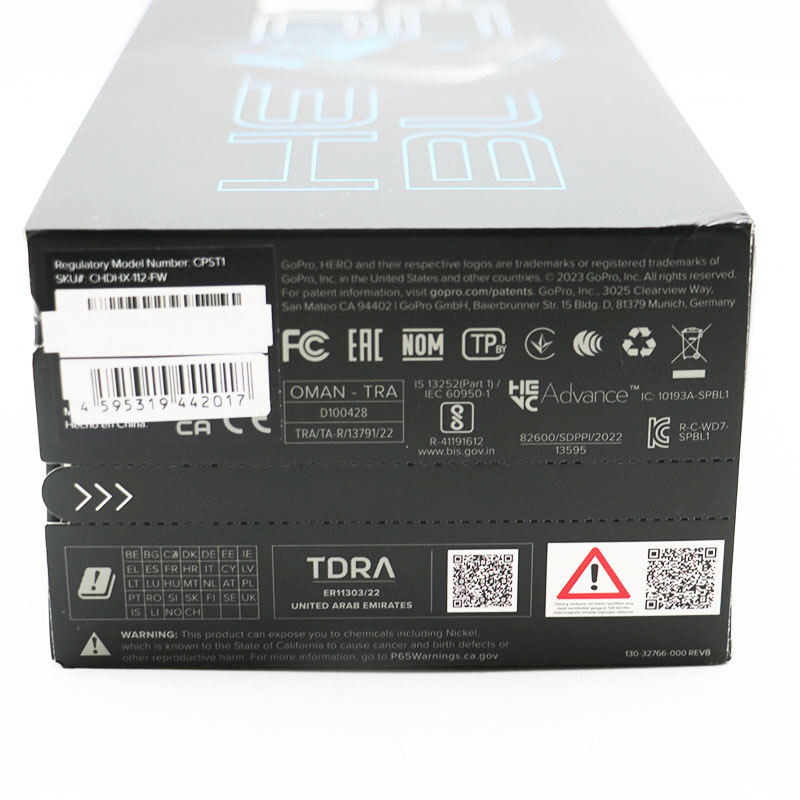 HE
BL
Regulatory Model Number: CPST1
SKU#: CHDHX-112-FW
4 595319 442017
Hecho en China.
UK
CA CE
GoPro, HERO and their respective logos are trademarks or registered trademarks of
GoPro, Inc. in the United States and other countries. © 2023 GoPro, Inc. All rights reserved.
For patent information, visit gopro.com/patents. GoPro, Inc., 3025 Clearview Way,
San Mateo CA 94402 | GoPro GmbH, Baierbrunner Str. 15 Bldg. D, 81379 Munich, Germany
FC EAC NOM TP BY
OMAN - TRA
D100428
TRA/TA-R/13791/22
IS 13252(Part 1) /
IEC 60950-1
R-41191612
www.bis.gov.in
HEVC Advance™
82600/SDPPI/2022
13595
IC: 10193A-SPBL1
R-C-WD7-
SPBL1
BE BG CZ DK DE EE IE
EL ES FR HR IT CY LV
LT LU HU MT NL AT PL
PT RO SI SK FI SE UK
IS LI NO CH
TDRA
ER11303/22
UNITED ARAB EMIRATES
WARNING: This product can expose you to chemicals including Nickel,
which is known to the State of California to cause cancer and birth defects or
other reproductive harm. For more information, go to P65Warnings.ca.gov
130-32766-000 REVB